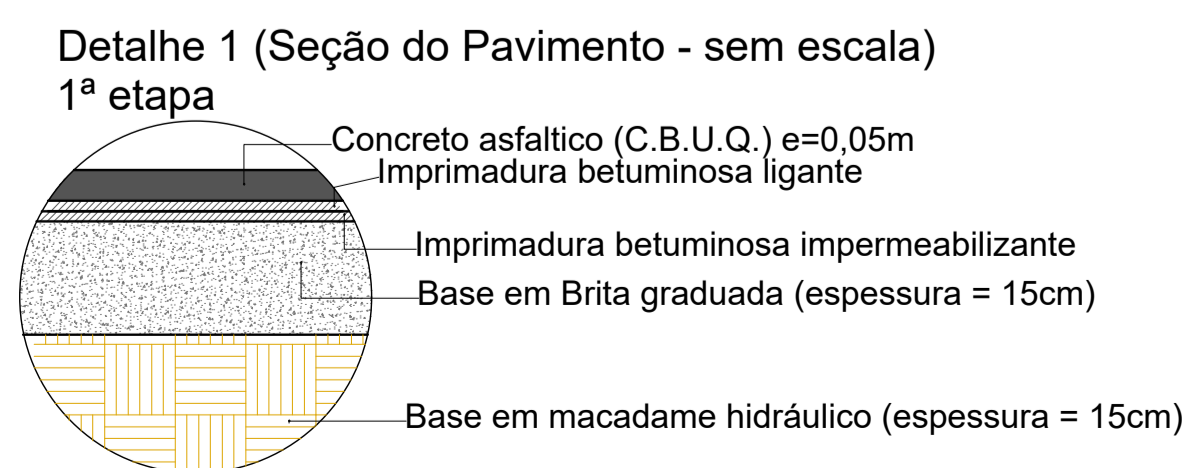 Detalhe 1 (Seção do Pavimento - sem escala)
1ª etapa
Concreto asfaltico (C.B.U.Q.) e=0,05m
Imprimadura betuminosa ligante
Imprimadura betuminosa impermeabilizante
Base em Brita graduada (espessura = 15cm)
Base em macadame hidráulico (espessura = 15cm)